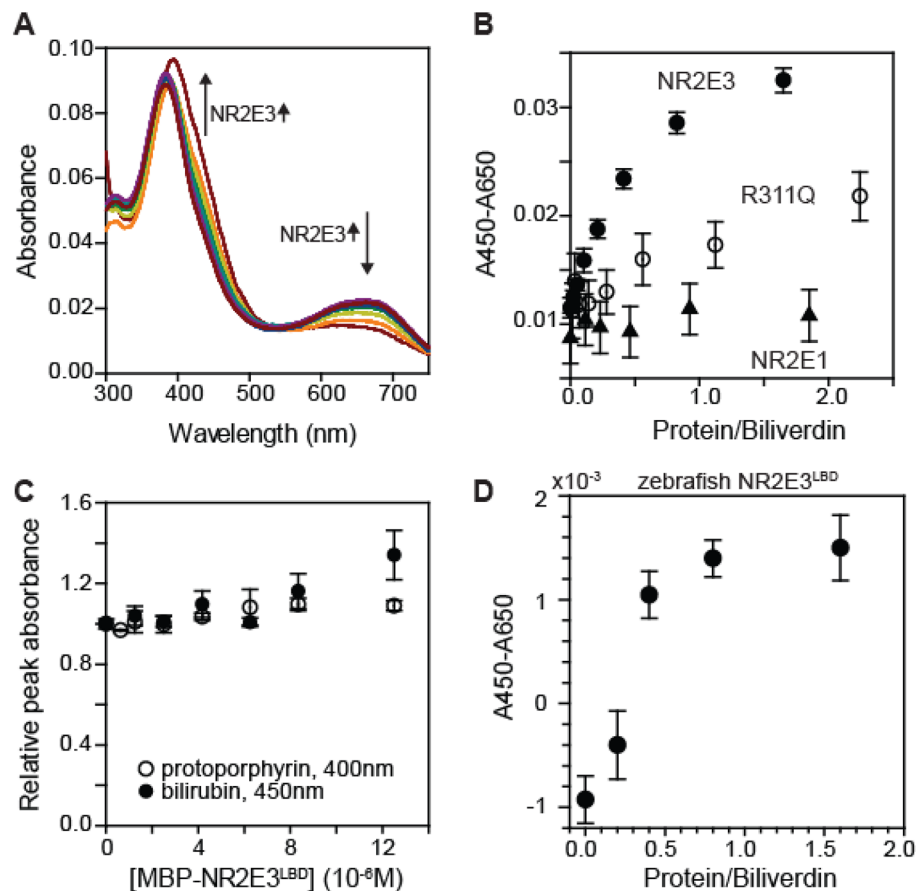 A
0.10
0.08
0.06
0.04
0.02
0.00
Absorbance
NR2E3
NR2E3
300 400 500 600 700
Wavelength (nm)
B
0.03
0.02
0.01
A450-A650
NR2E3
R311Q
NR2E1
0.0 1.0 2.0
Protein/Biliverdin
C
1.6
1.2
0.8
0.4
0.0
Relative peak absorbance
protoporphyrin, 400nm
bilirubin, 450nm
0 4 8 12
[MBP-NR2E3ᴸᴮᴰ] (10⁻⁶M)
D
x10⁻³ zebrafish NR2E3ᴸᴮᴰ
2
1
0
-1
A450-A650
0.0 0.4 0.8 1.2 1.6 2.0
Protein/Biliverdin